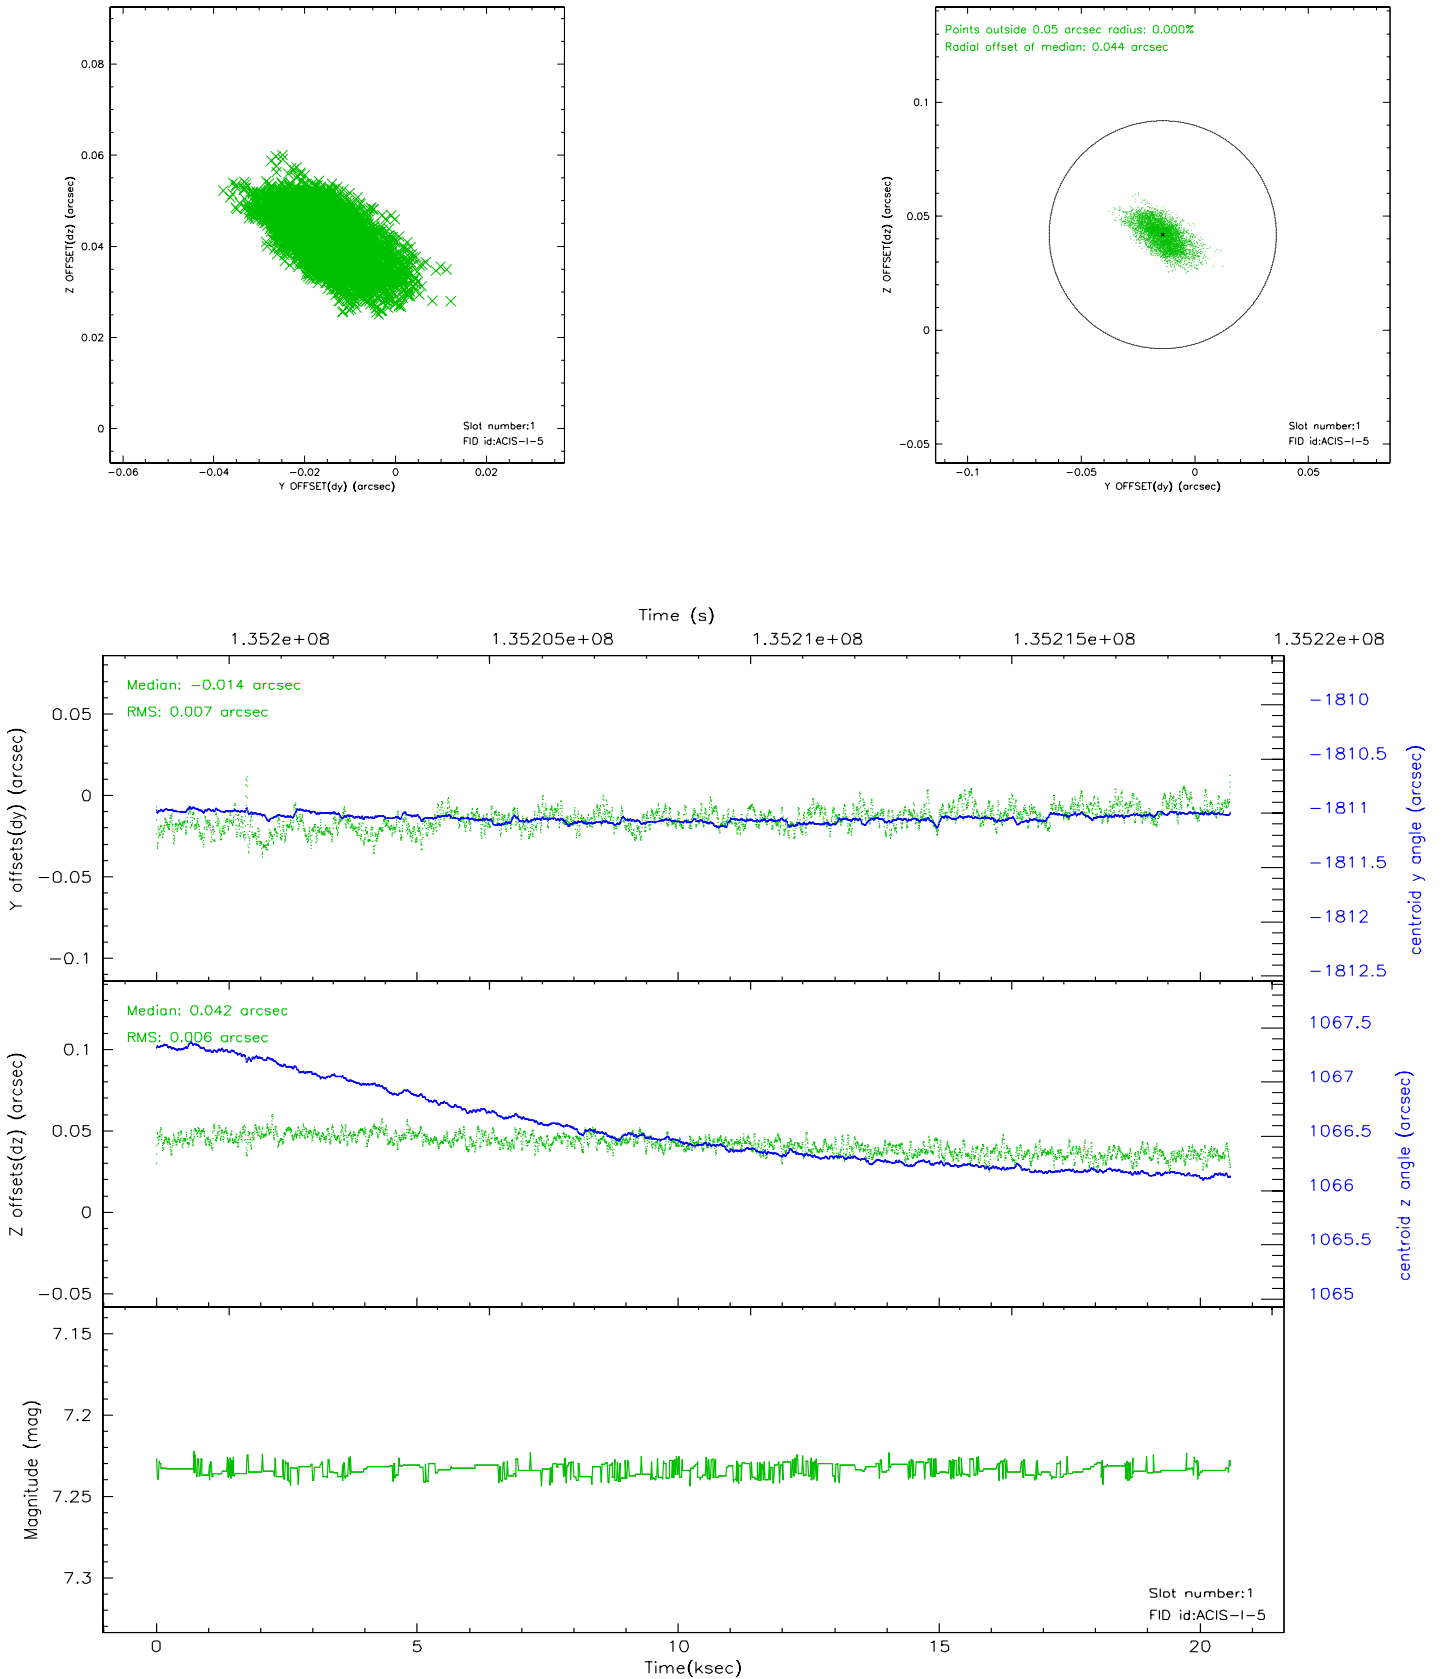 0.08
0.06
0.04
0.02
0
Z OFFSET(dz) (arcsec)
Slot number:1
FID id:ACIS-I-5
-0.06 -0.04 -0.02 0 0.02
Y OFFSET(dy) (arcsec)
Points outside 0.05 arcsec radius: 0.000%
Radial offset of median: 0.044 arcsec
0.1
0.05
0
-0.05
Z OFFSET(dz) (arcsec)
Slot number:1
FID id:ACIS-I-5
-0.1 -0.05 0 0.05
Y OFFSET(dy) (arcsec)
Time (s)
1.352e+08 1.35205e+08 1.3521e+08 1.35215e+08 1.3522e+08
Median: -0.014 arcsec
RMS: 0.007 arcsec
0.05
0
-0.05
-0.1
Y offsets(dy) (arcsec)
-1810
-1810.5
-1811
-1811.5
-1812
-1812.5
centroid y angle (arcsec)
Median: 0.042 arcsec
RMS: 0.006 arcsec
0.1
0.05
0
-0.05
Z offsets(dz) (arcsec)
1067.5
1067
1066.5
1066
1065.5
1065
centroid z angle (arcsec)
7.15
7.2
7.25
7.3
Magnitude (mag)
Slot number:1
FID id:ACIS-I-5
0 5 10 15 20
Time(ksec)